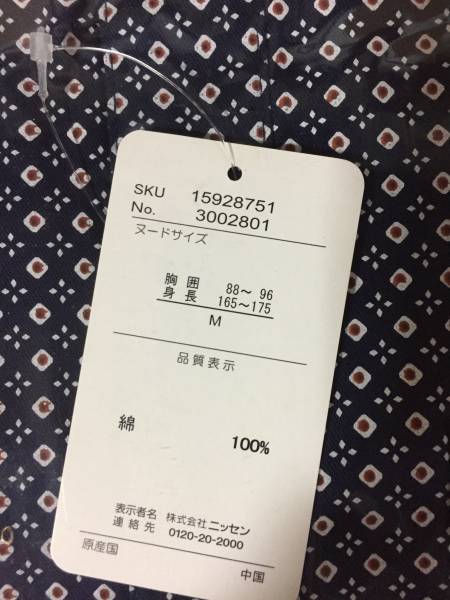 SKU 15928751
No. 3002801
ヌードサイズ
胸囲 88～ 96
身長 165～175
M
品質表示
綿 100%
表示者名 株式会社ニッセン
連絡先 0120-20-2000
原産国
中国